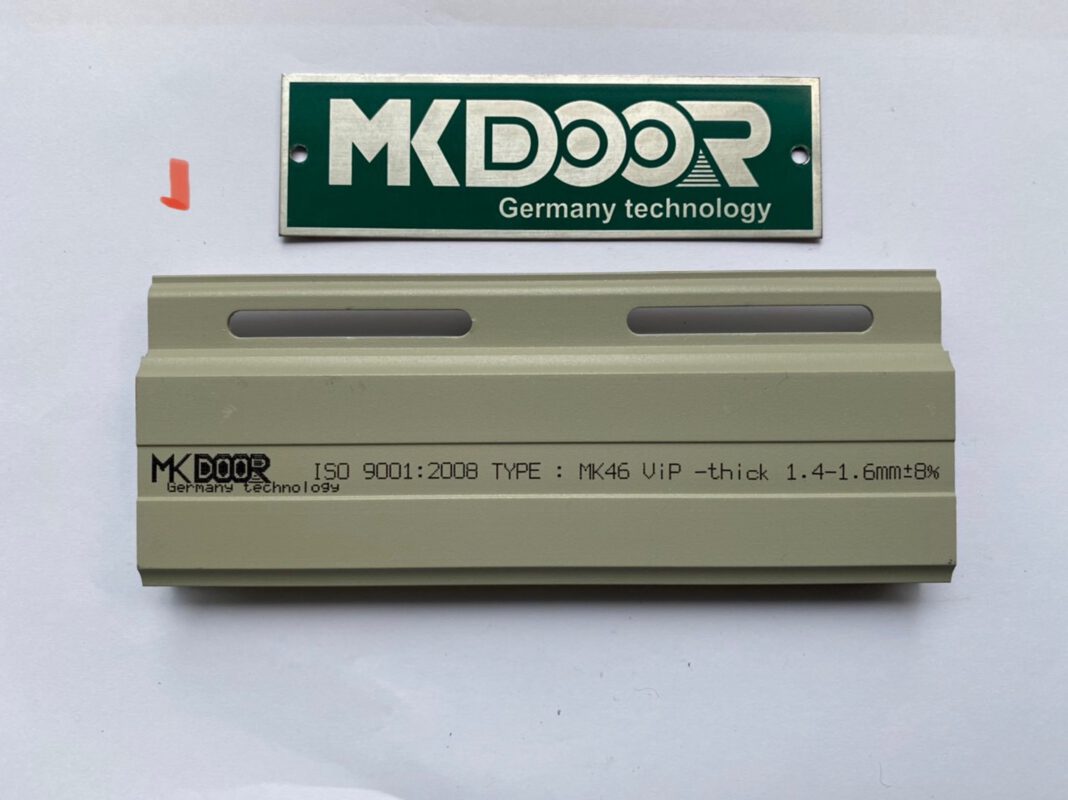 MKDOOR
Germany technology
MKDOOR ISO 9001:2008 TYPE : MK46 ViP -thick 1.4-1.6mm±8%
Germany technology